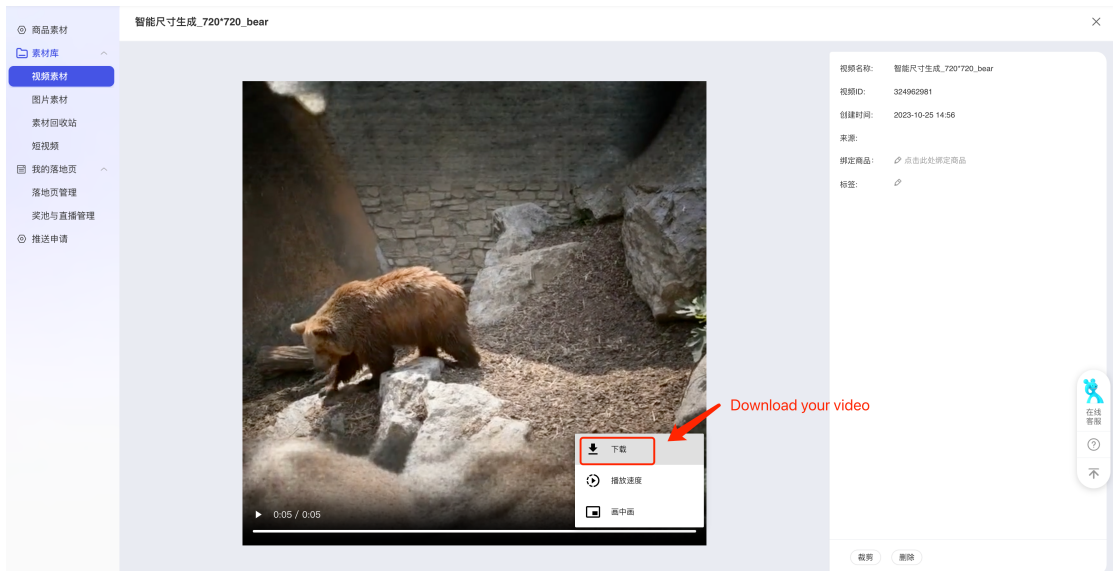 智能尺寸生成_720*720_bear
商品素材
素材库
视频素材
图片素材
素材回收站
短视频
我的落地页
落地页管理
奖池与直播管理
推送申请
0:05 / 0:05
下载
播放速度
画中画
Download your video
视频名称: 智能尺寸生成_720*720_bear
视频ID: 324962981
创建时间: 2023-10-25 14:56
来源:
绑定商品: 点击此处绑定商品
标签:
在线
客服
裁剪
删除